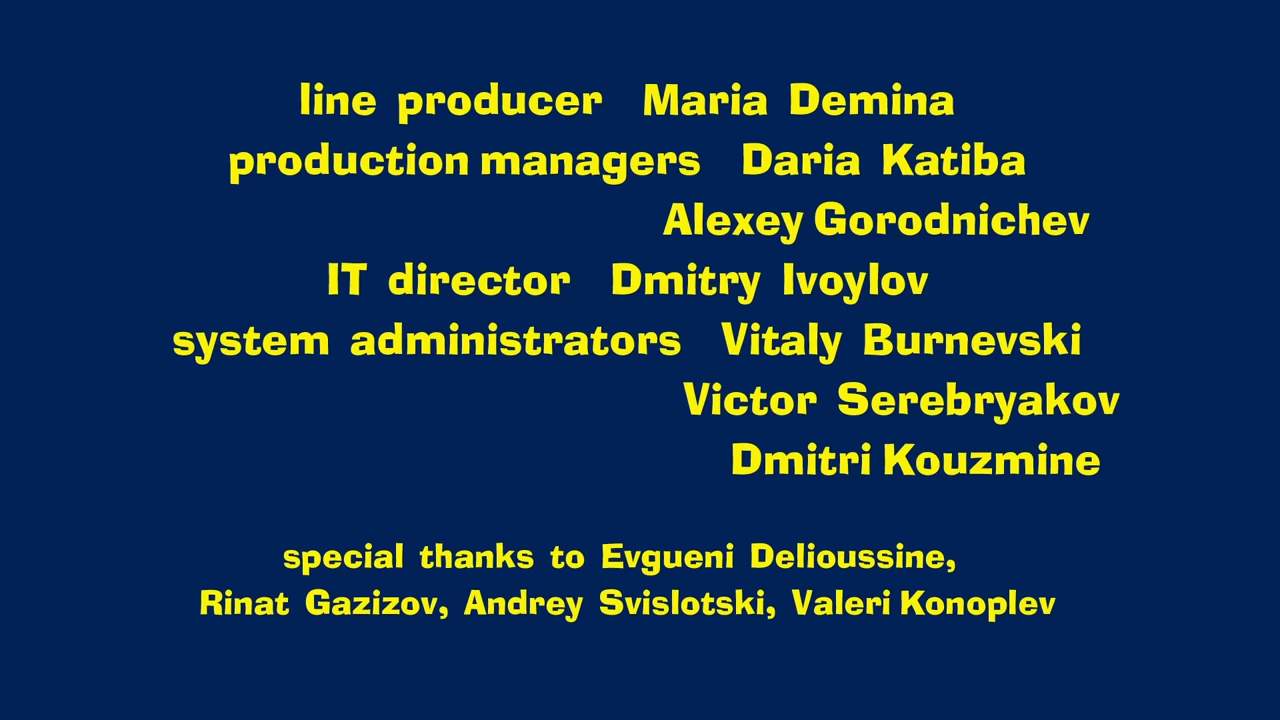 line producer Maria Demina
production managers Daria Katiba
Alexey Gorodnichev
IT director Dmitry Ivoylov
system administrators Vitaly Burnevski
Victor Serebryakov
Dmitri Kouzmine
special thanks to Evgueni Delioussine,
Rinat Gazizov, Andrey Svislotski, Valeri Konoplev